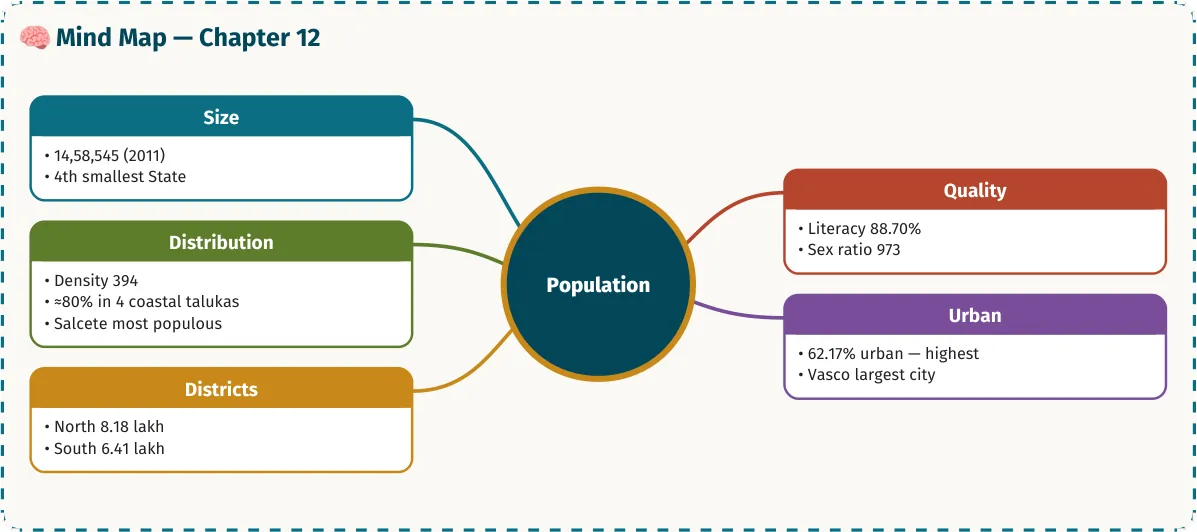 🧠 Mind Map — Chapter 12
Size
• 14,58,545 (2011)
• 4th smallest State
Distribution
• Density 394
• ≈80% in 4 coastal talukas
• Salcete most populous
Districts
• North 8.18 lakh
• South 6.41 lakh
Population
Quality
• Literacy 88.70%
• Sex ratio 973
Urban
• 62.17% urban — highest
• Vasco largest city